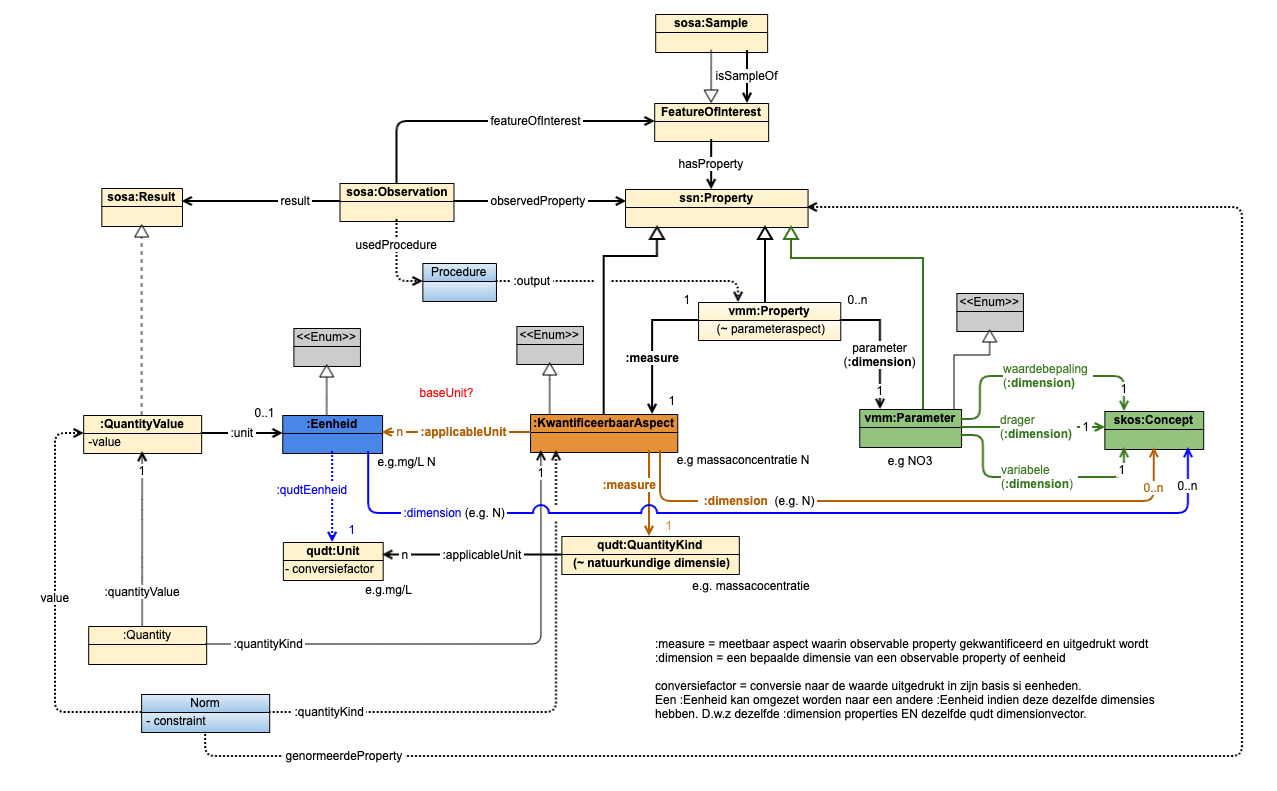 sosa:Sample
isSampleOf
FeatureOfInterest
featureOfInterest
hasProperty
sosa:Result
result
sosa:Observation
observedProperty
ssn:Property
usedProcedure
Procedure
:output
1
vmm:Property
(~ parameteraspect)
0..n
<<Enum>>
<<Enum>>
<<Enum>>
:measure
parameter
(:dimension)
baseUnit?
1
1
waardebepaling
(:dimension)
1
:QuantityValue
-value
0..1
:unit
:Eenheid
n
:applicableUnit
:KwantificeerbaarAspect
vmm:Parameter
drager
(:dimension)
1
skos:Concept
e.g.mg/L N
e.g massaconcentratie N
e.g NO3
1
1
variabele
(:dimension)
1
:qudtEenheid
:measure
:dimension (e.g. N)
0..n
0..n
:dimension (e.g. N)
1
1
qudt:Unit
- conversiefactor
n
:applicableUnit
qudt:QuantityKind
(~ natuurkundige dimensie)
e.g.mg/L
e.g. massacocentratie
value
:quantityValue
:Quantity
:quantityKind
:measure = meetbaar aspect waarin observable property gekwantificeerd en uitgedrukt wordt
:dimension = een bepaalde dimensie van een observable property of eenheid
conversiefactor = conversie naar de waarde uitgedrukt in zijn basis si eenheden.
Een :Eenheid kan omgezet worden naar een andere :Eenheid indien deze dezelfde dimensies
hebben. D.w.z dezelfde :dimension properties EN dezelfde qudt dimensionvector.
Norm
- constraint
:quantityKind
genormeerdeProperty